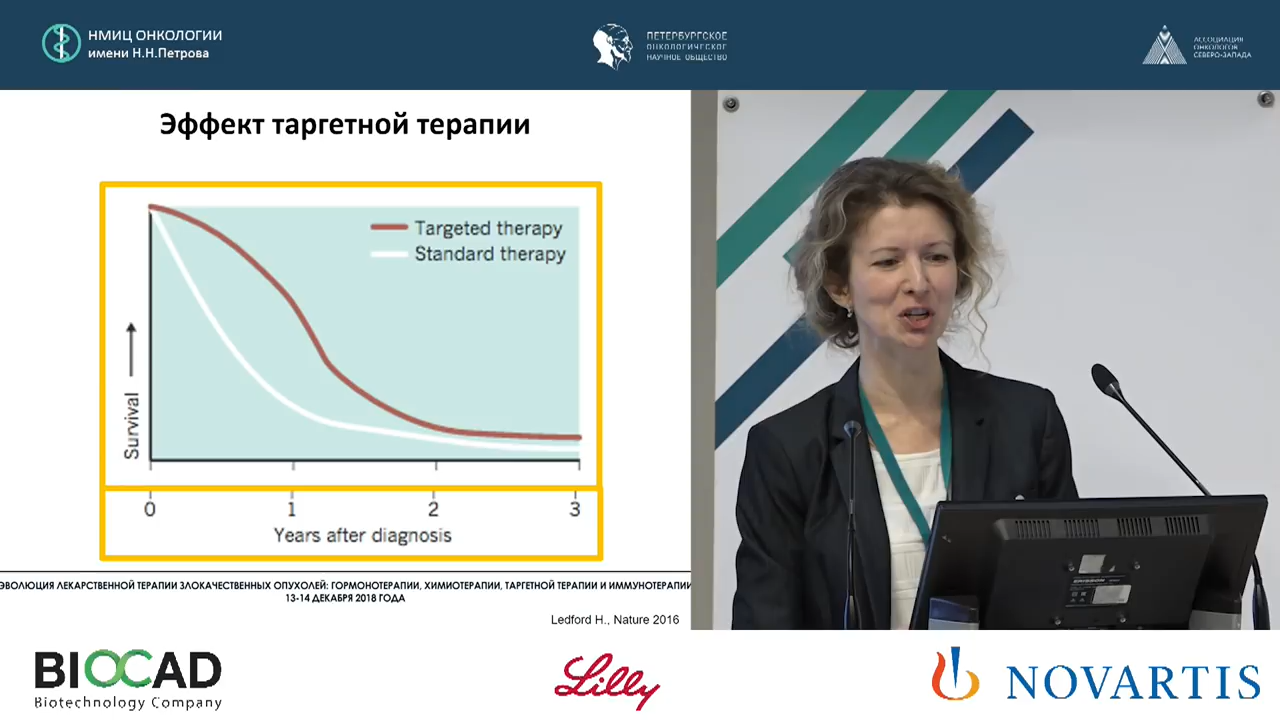 НМИЦ ОНКОЛОГИИ
имени Н.Н.Петрова
ПЕТЕРБУРГСКОЕ
ОНКОЛОГИЧЕСКОЕ
НАУЧНОЕ ОБЩЕСТВО
АССОЦИАЦИЯ
ОНКОЛОГОВ
СЕВЕРО-ЗАПАДА
Эффект таргетной терапии
Targeted therapy
Standard therapy
Survival
0 1 2 3
Years after diagnosis
ЭВОЛЮЦИЯ ЛЕКАРСТВЕННОЙ ТЕРАПИИ ЗЛОКАЧЕСТВЕННЫХ ОПУХОЛЕЙ: ГОРМОНОТЕРАПИИ, ХИМИОТЕРАПИИ, ТАРГЕТНОЙ ТЕРАПИИ И ИММУНОТЕРАПИИ
13-14 ДЕКАБРЯ 2018 ГОДА
Ledford H., Nature 2016
BIOCAD
Biotechnology Company
Lilly
NOVARTIS